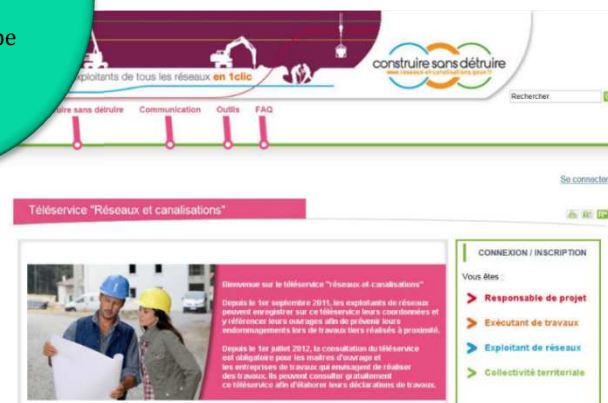 pe
exploitants de tous les réseaux en 1clic
construire sans détruire
www.reseaux-et-canalisations.gouv.fr
Rechercher
ire sans détruire Communication Outils FAQ
Se connecter
Téléservice "Réseaux et canalisations"
CONNEXION / INSCRIPTION
Vous êtes :
Responsable de projet
Exécutant de travaux
Exploitant de réseaux
Collectivité territoriale
Bienvenue sur le téléservice "réseaux-et-canalisations"
Depuis le 1er septembre 2011, les exploitants de réseaux
peuvent enregistrer sur ce téléservice leurs coordonnées et
y référencer leurs ouvrages afin de prévenir leurs
endommagements lors de travaux tiers réalisés à proximité.
Depuis le 1er juillet 2012, la consultation du téléservice
est obligatoire pour les maîtres d'ouvrage et
les entreprises de travaux qui envisagent de réaliser
des travaux. Ils peuvent consulter gratuitement
ce téléservice afin d'élaborer leurs déclarations de travaux.